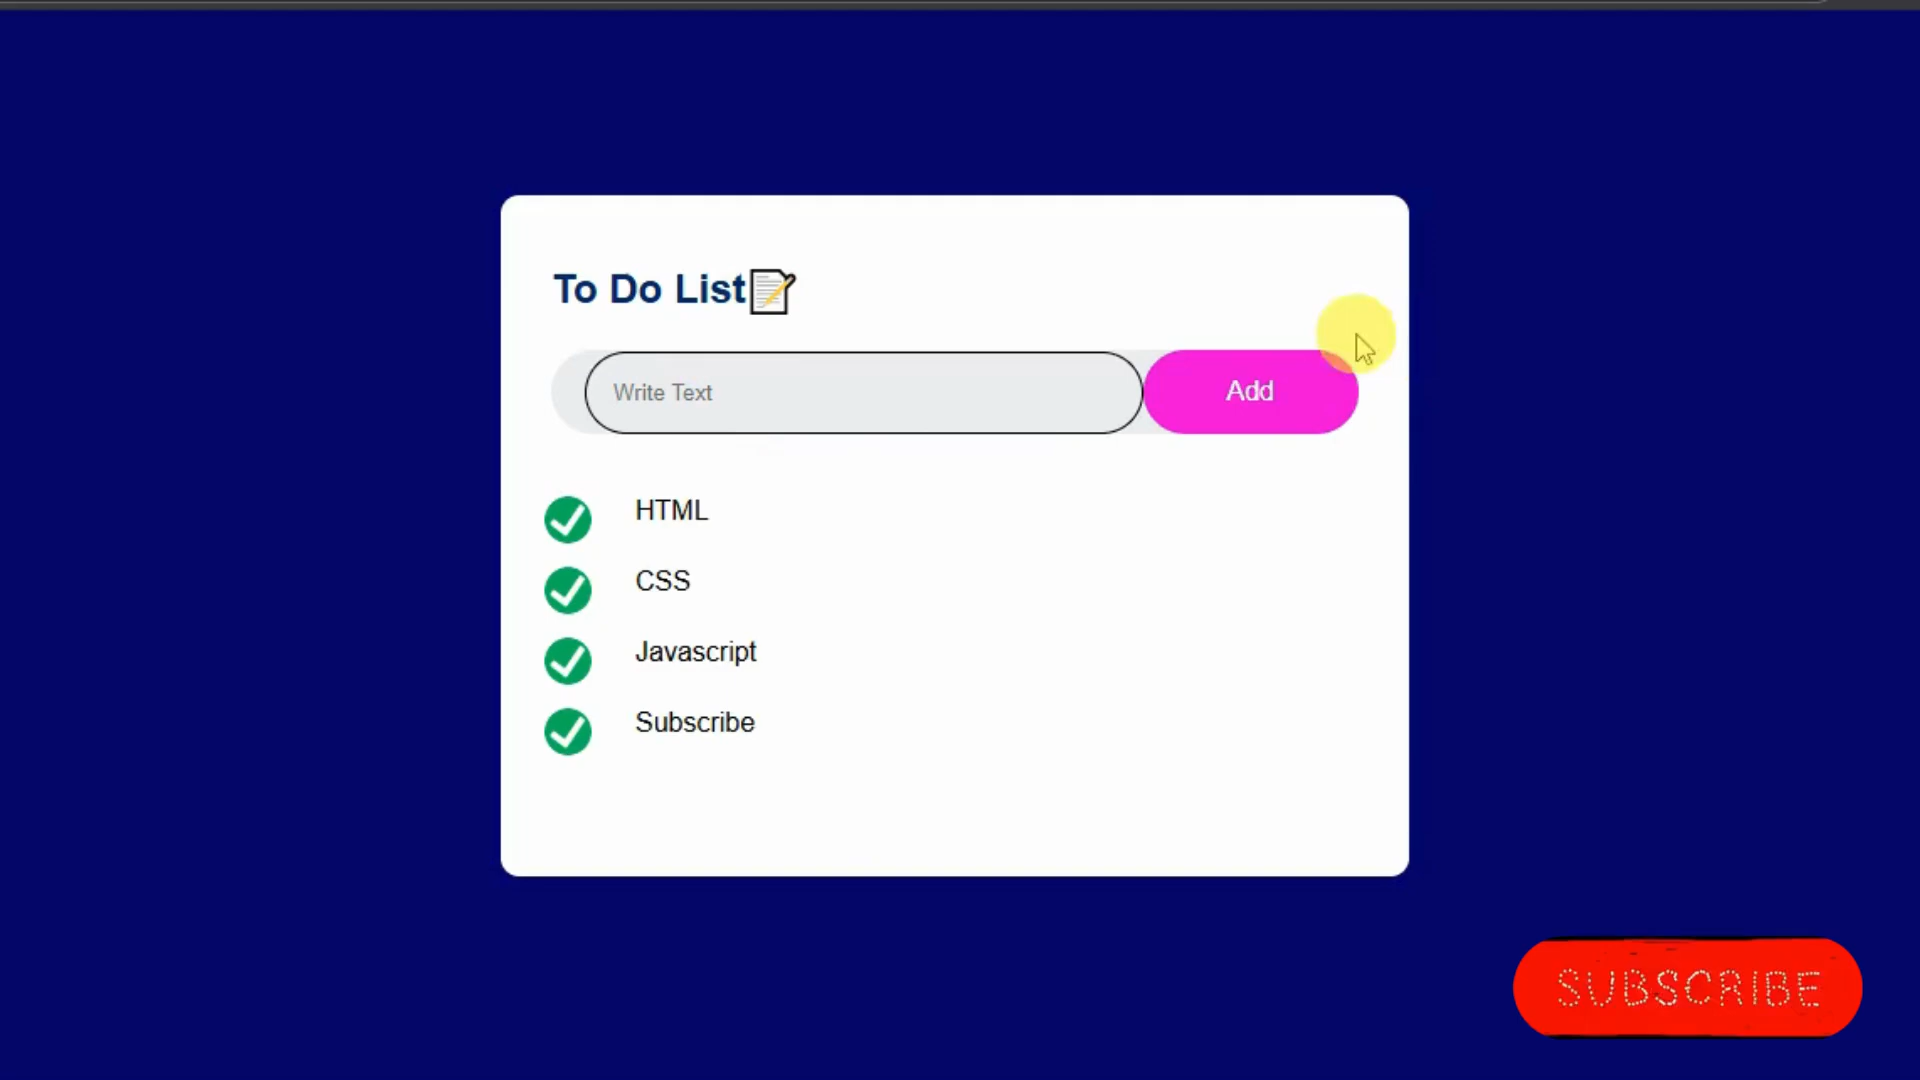 To Do List📝
Write Text
Add
HTML
CSS
Javascript
Subscribe
SUBSCRIBE